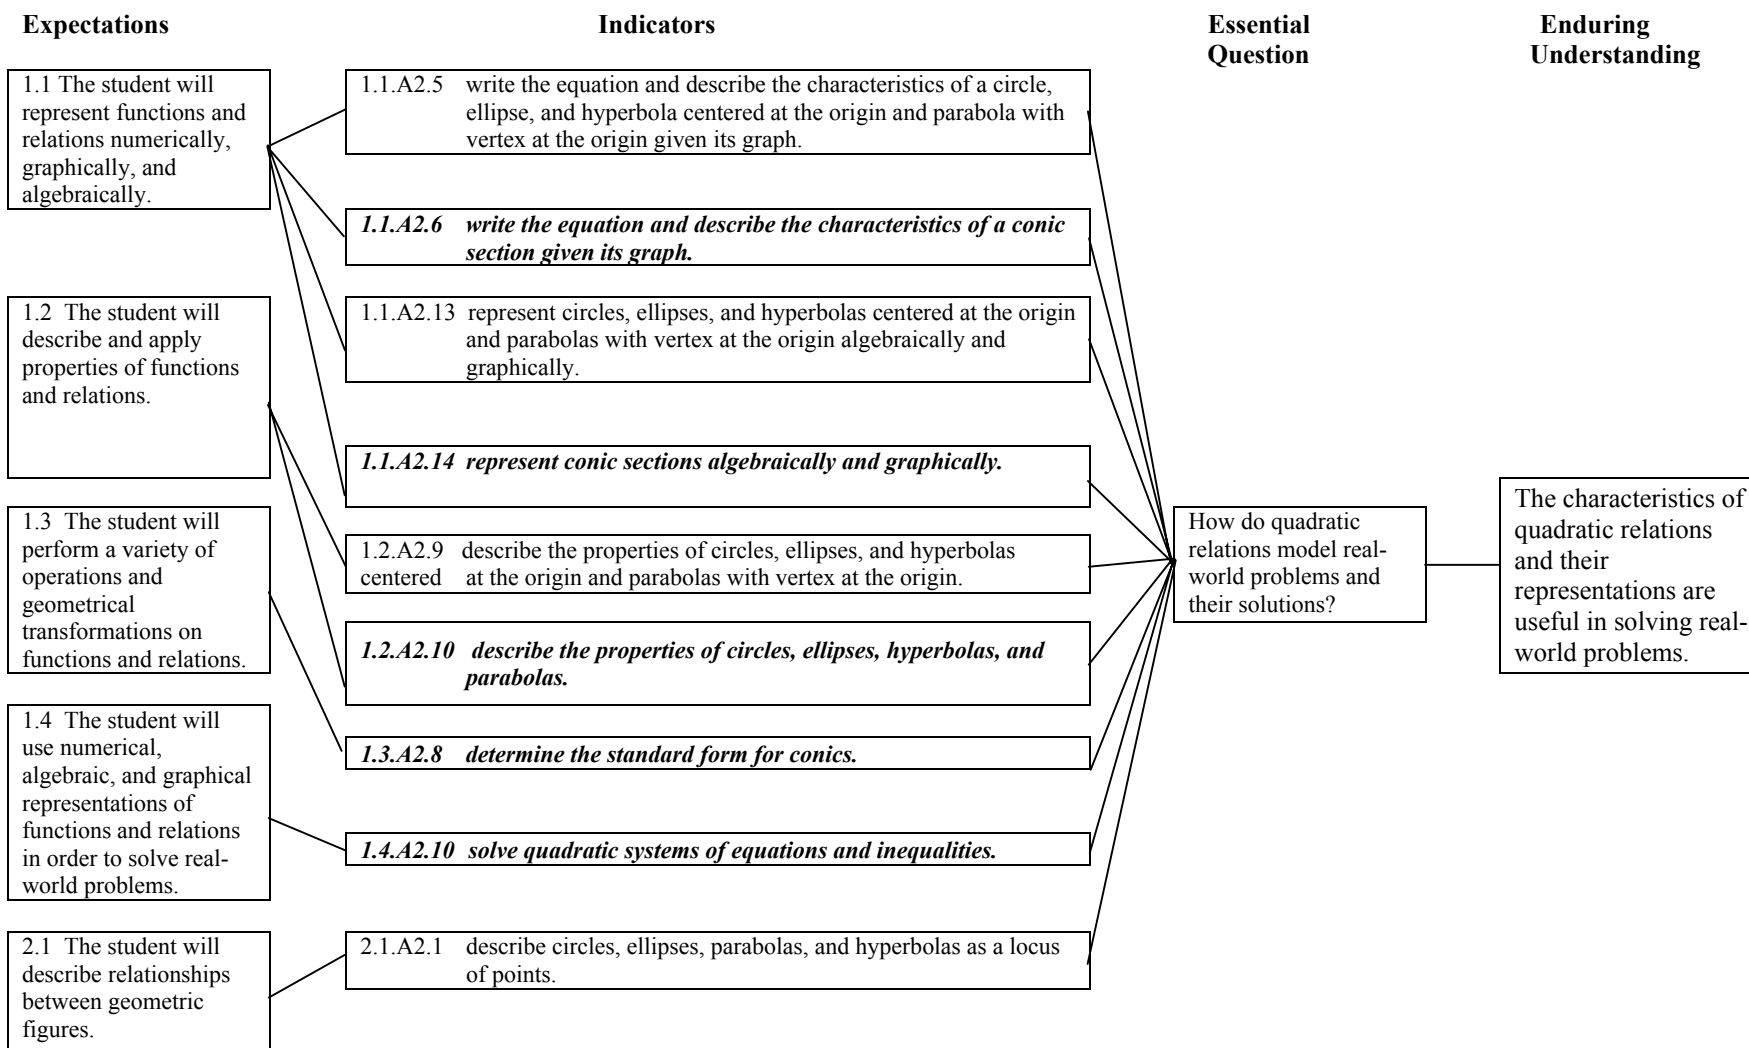 Expectations
Indicators
Essential
Question
Enduring
Understanding
1.1 The student will
represent functions and
relations numerically,
graphically, and
algebraically.
1.2 The student will
describe and apply
properties of functions
and relations.
1.3 The student will
perform a variety of
operations and
geometrical
transformations on
functions and relations.
1.4 The student will
use numerical,
algebraic, and graphical
representations of
functions and relations
in order to solve real-
world problems.
2.1 The student will
describe relationships
between geometric
figures.
1.1.A2.5 write the equation and describe the characteristics of a circle,
ellipse, and hyperbola centered at the origin and parabola with
vertex at the origin given its graph.
1.1.A2.6 write the equation and describe the characteristics of a conic
section given its graph.
1.1.A2.13 represent circles, ellipses, and hyperbolas centered at the origin
and parabolas with vertex at the origin algebraically and
graphically.
1.1.A2.14 represent conic sections algebraically and graphically.
1.2.A2.9 describe the properties of circles, ellipses, and hyperbolas
centered at the origin and parabolas with vertex at the origin.
1.2.A2.10 describe the properties of circles, ellipses, hyperbolas, and
parabolas.
1.3.A2.8 determine the standard form for conics.
1.4.A2.10 solve quadratic systems of equations and inequalities.
2.1.A2.1 describe circles, ellipses, parabolas, and hyperbolas as a locus
of points.
How do quadratic
relations model real-
world problems and
their solutions?
The characteristics of
quadratic relations
and their
representations are
useful in solving real-
world problems.